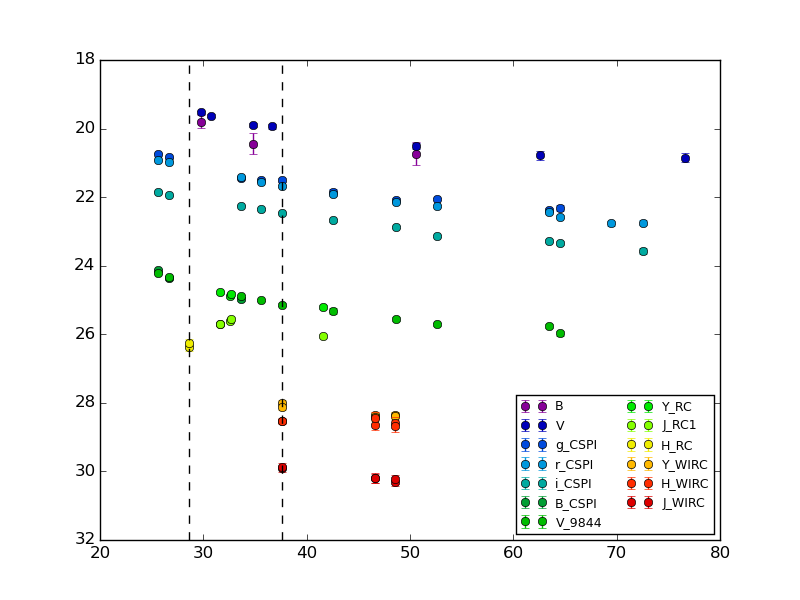 18
20
22
24
26
28
30
32
20 30 40 50 60 70 80
B Y_RC
V J_RC1
g_CSPI H_RC
r_CSPI Y_WIRC
i_CSPI H_WIRC
B_CSPI J_WIRC
V_9844